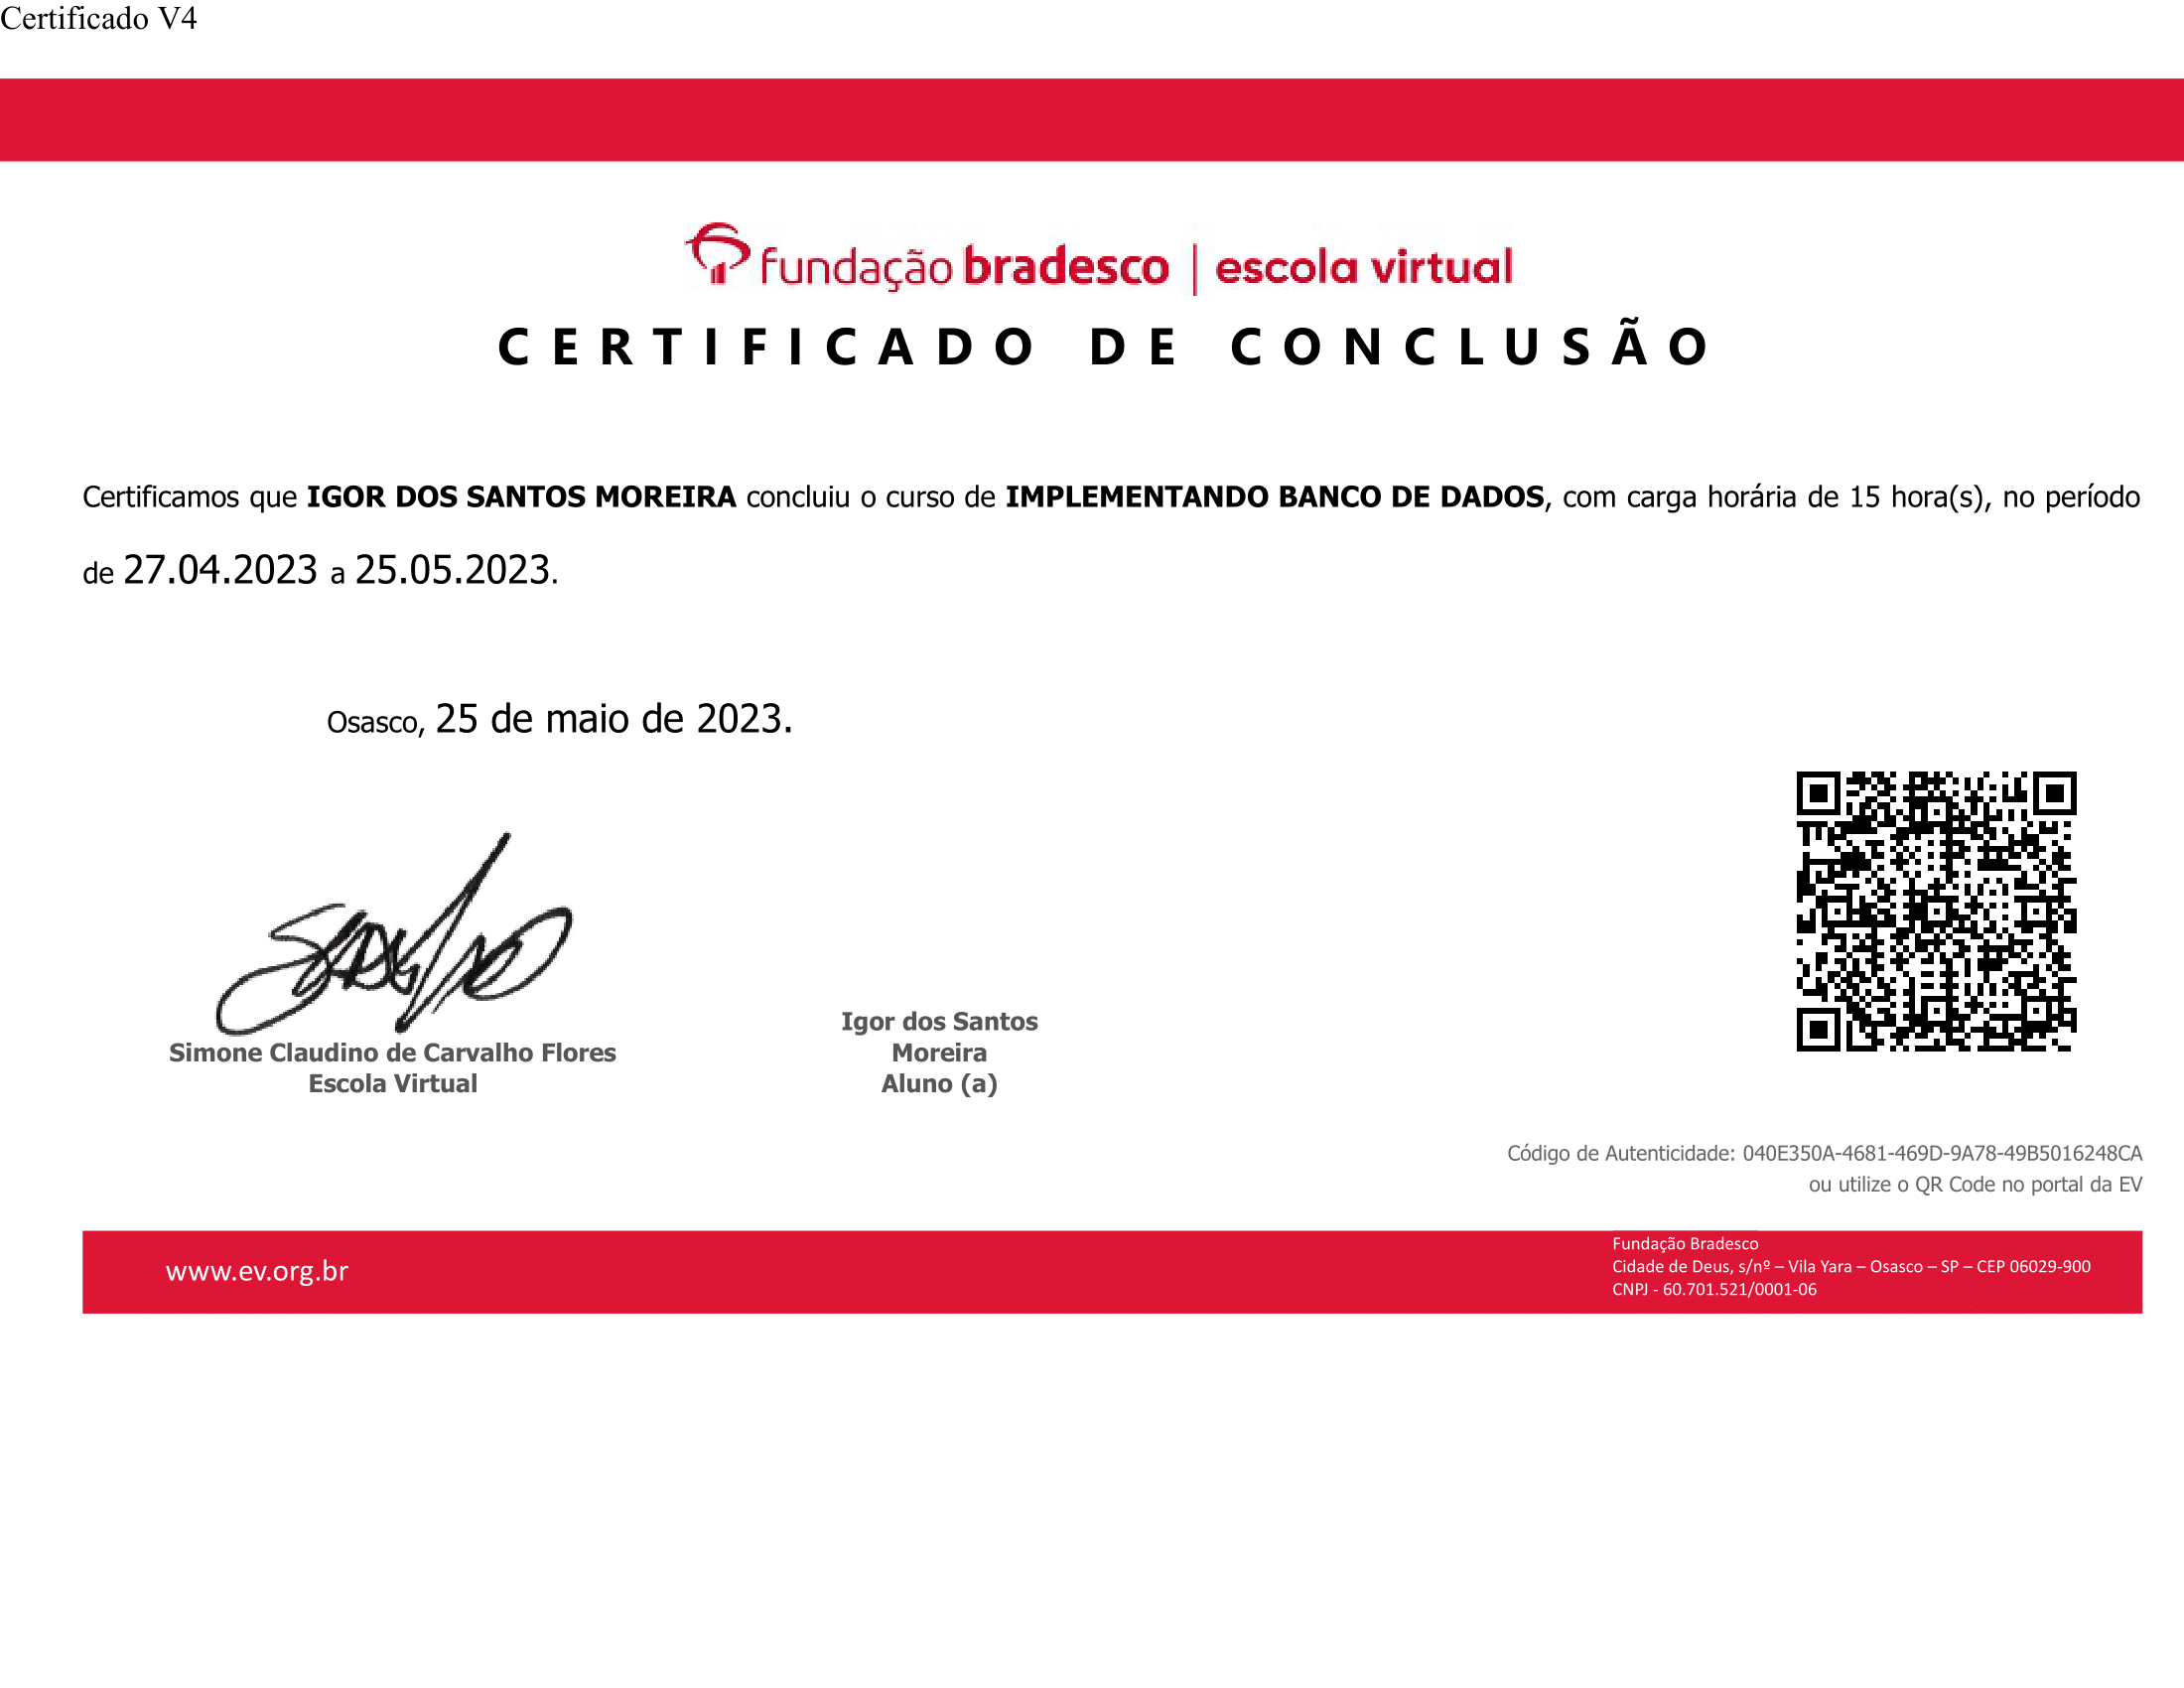 Certificado V4
fundação bradesco | escola virtual
CERTIFICADO DE CONCLUSÃO
Certificamos que IGOR DOS SANTOS MOREIRA concluiu o curso de IMPLEMENTANDO BANCO DE DADOS, com carga horária de 15 hora(s), no período
de 27.04.2023 a 25.05.2023.
Osasco, 25 de maio de 2023.
Simone Claudino de Carvalho Flores
Escola Virtual
Igor dos Santos
Moreira
Aluno (a)
Código de Autenticidade: 040E350A-4681-469D-9A78-49B5016248CA
ou utilize o QR Code no portal da EV
www.ev.org.br
Fundação Bradesco
Cidade de Deus, s/nº – Vila Yara – Osasco – SP – CEP 06029-900
CNPJ - 60.701.521/0001-06